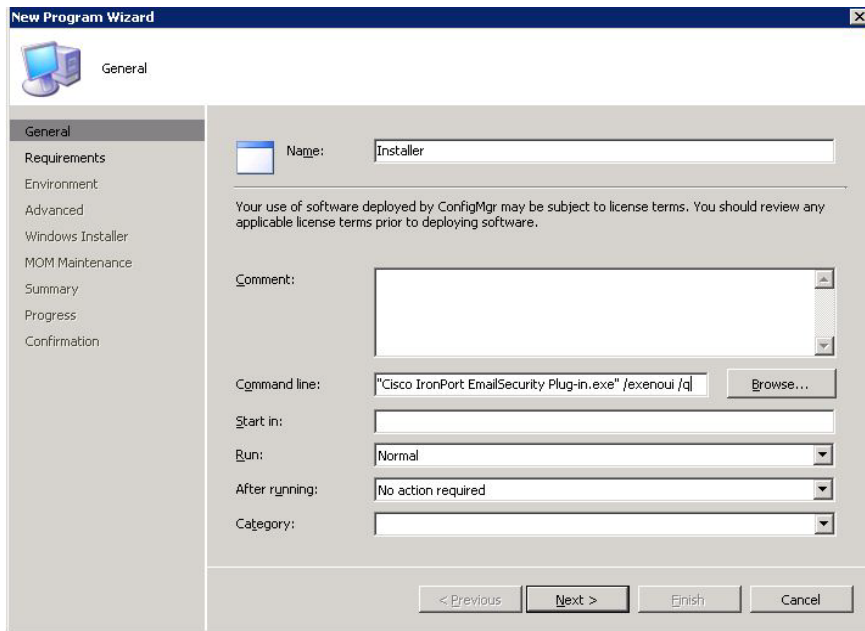 New Program Wizard
General
General
Requirements
Environment
Advanced
Windows Installer
MOM Maintenance
Summary
Progress
Confirmation
Name:
Installer
Your use of software deployed by ConfigMgr may be subject to license terms. You should review any
applicable license terms prior to deploying software.
Comment:
Command line:
"Cisco IronPort EmailSecurity Plug-in.exe" /exenoui /q
Browse...
Start in:
Run:
Normal
After running:
No action required
Category:
< Previous
Next >
Finish
Cancel